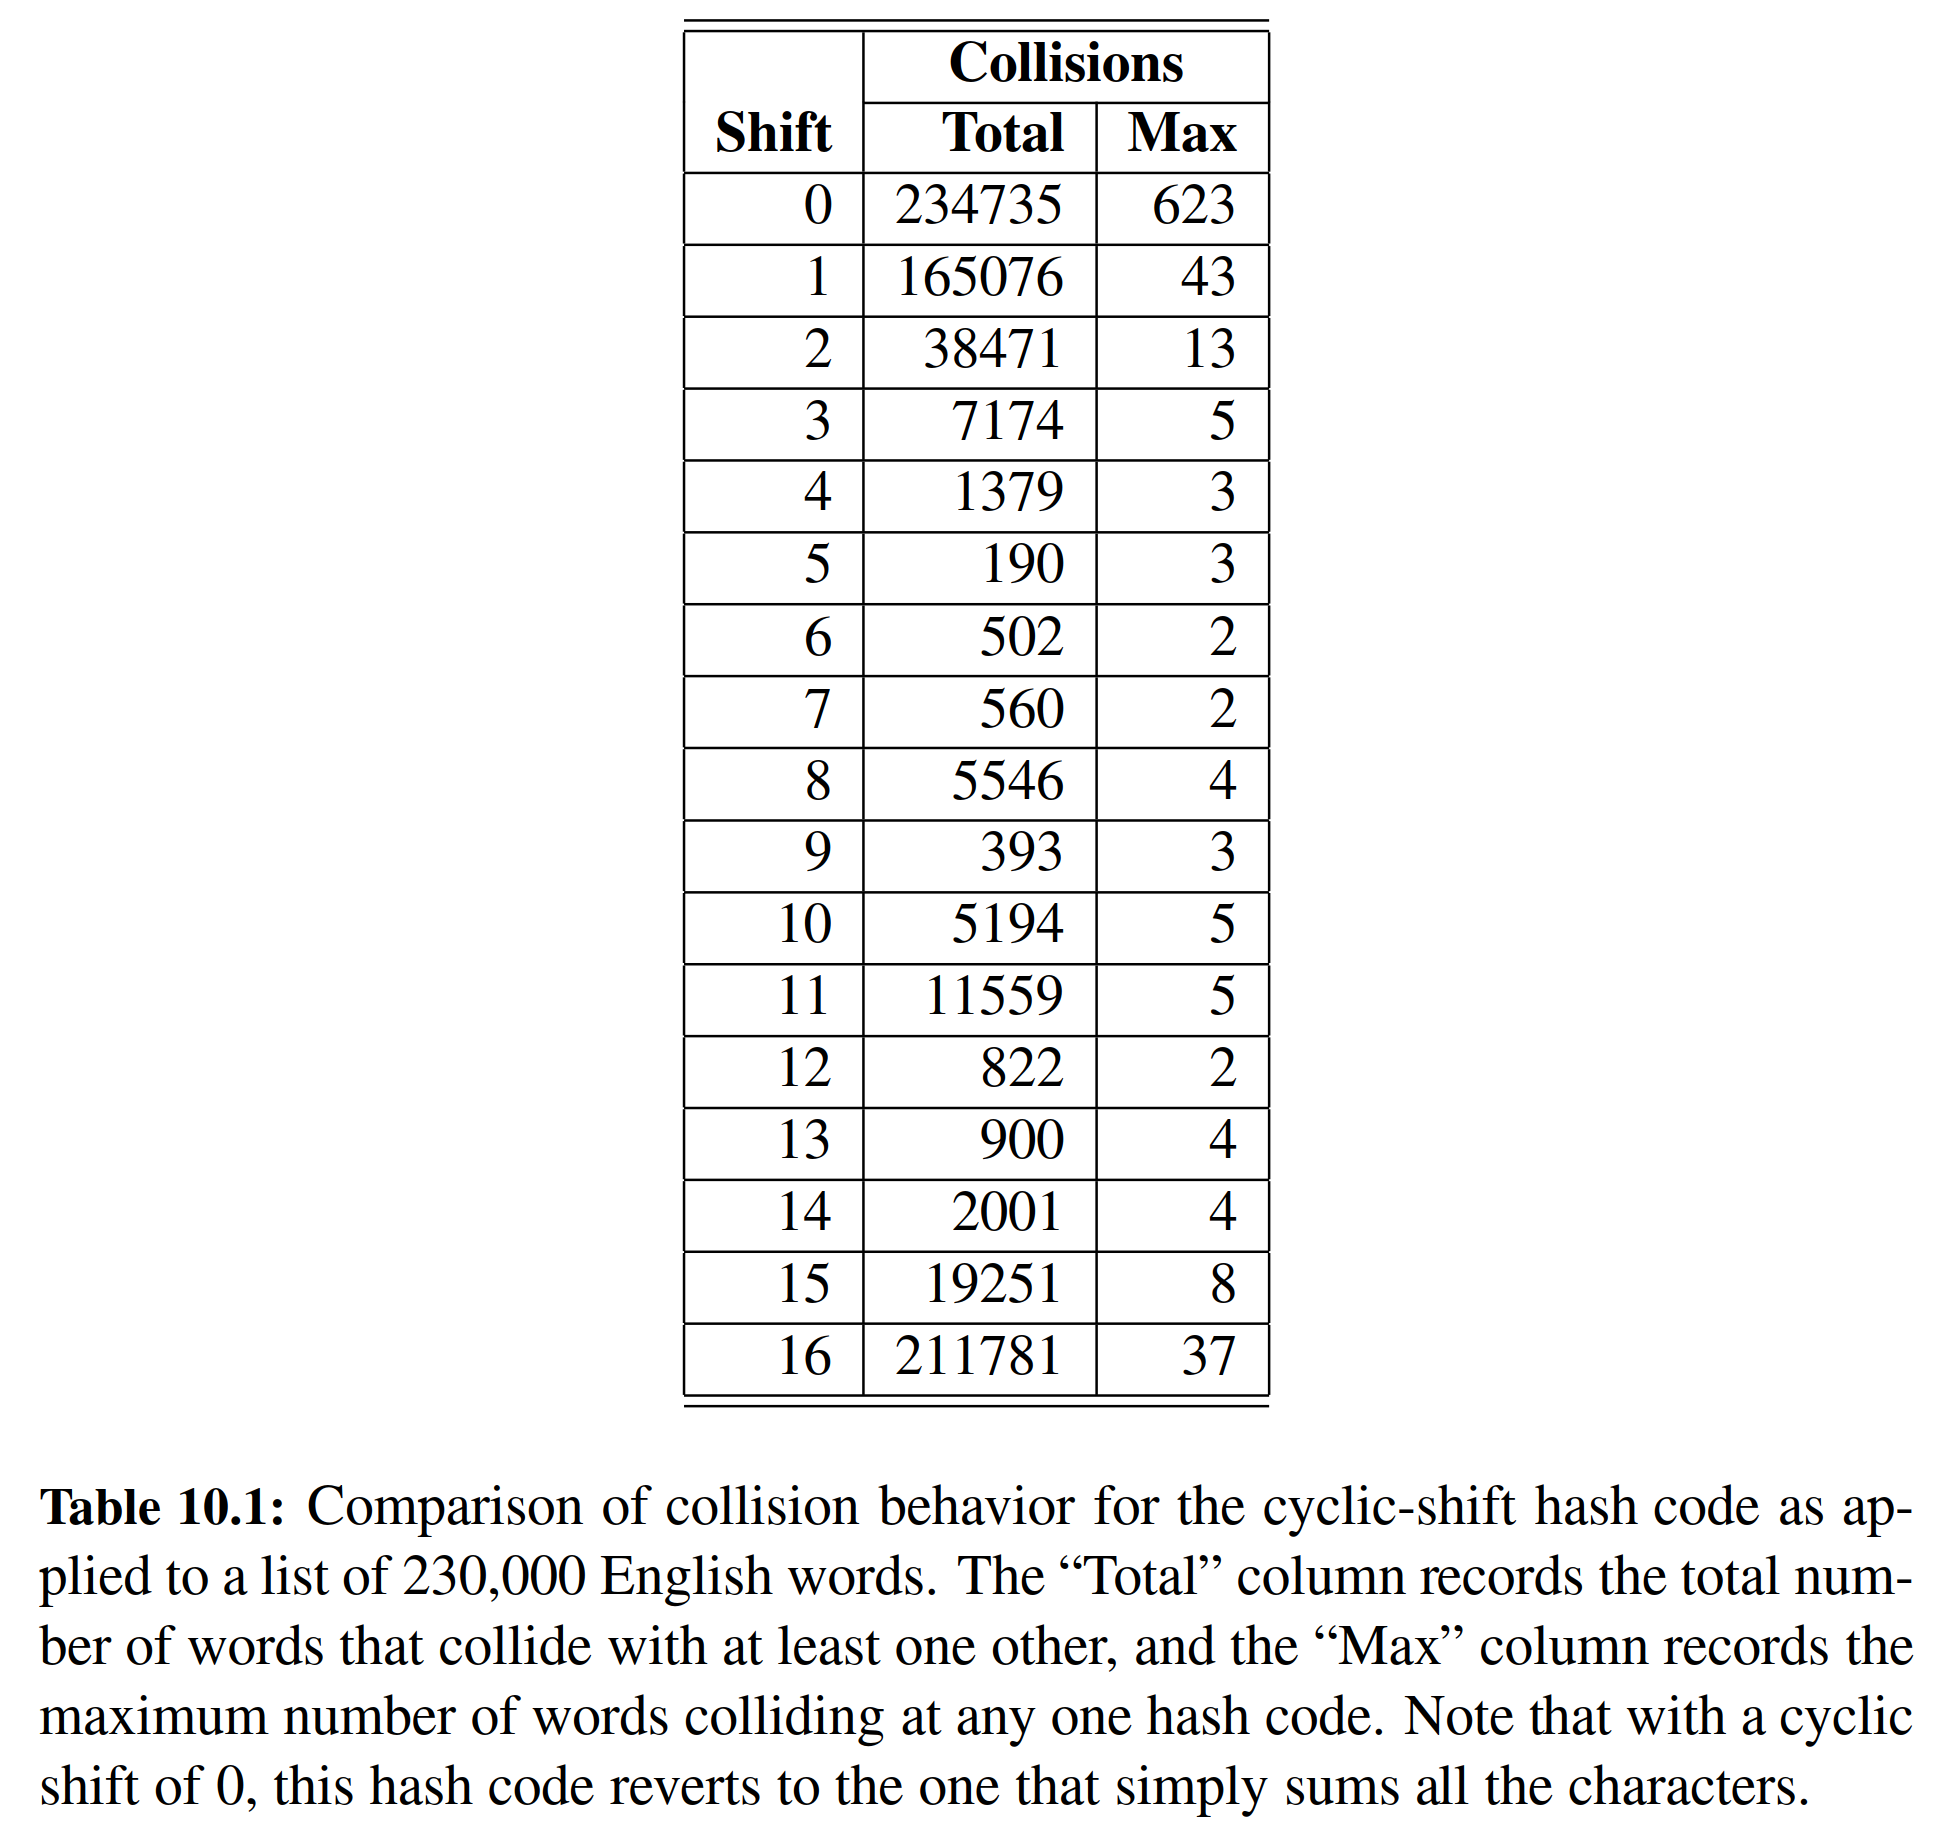 Collisions
Shift Total Max
0 234735 623
1 165076 43
2 38471 13
3 7174 5
4 1379 3
5 190 3
6 502 2
7 560 2
8 5546 4
9 393 3
10 5194 5
11 11559 5
12 822 2
13 900 4
14 2001 4
15 19251 8
16 211781 37
Table 10.1: Comparison of collision behavior for the cyclic-shift hash code as ap-
plied to a list of 230,000 English words. The “Total” column records the total num-
ber of words that collide with at least one other, and the “Max” column records the
maximum number of words colliding at any one hash code. Note that with a cyclic
shift of 0, this hash code reverts to the one that simply sums all the characters.